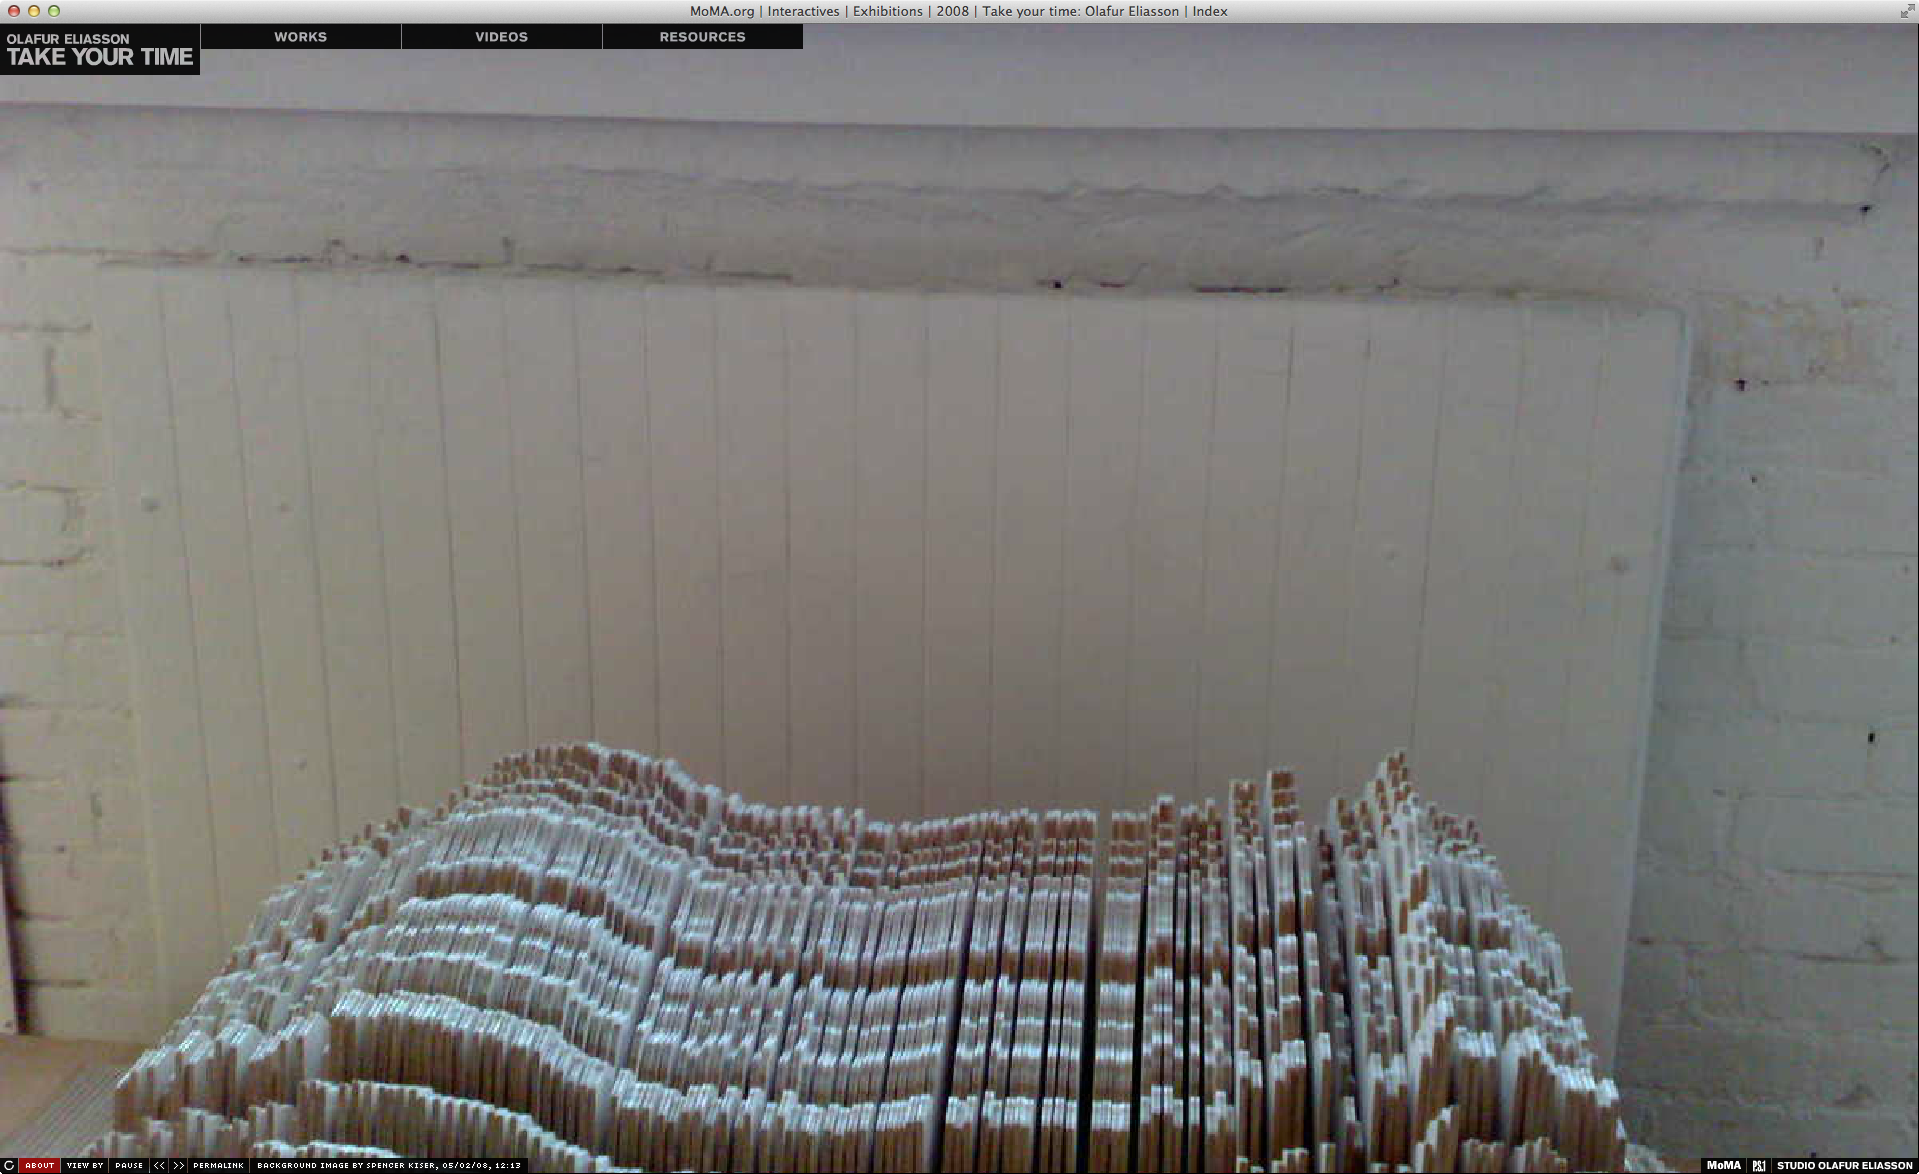 MoMA.org | Interactives | Exhibitions | 2008 | Take your time: Olafur Eliasson | Index
OLAFUR ELIASSON
TAKE YOUR TIME
WORKS
VIDEOS
RESOURCES
ABOUT
VIEW BY
PAUSE
<<
>>
PERMALINK
BACKGROUND IMAGE BY SPENCER KISER, 05/02/08, 12:13
MoMA
PS1
STUDIO OLAFUR ELIASSON